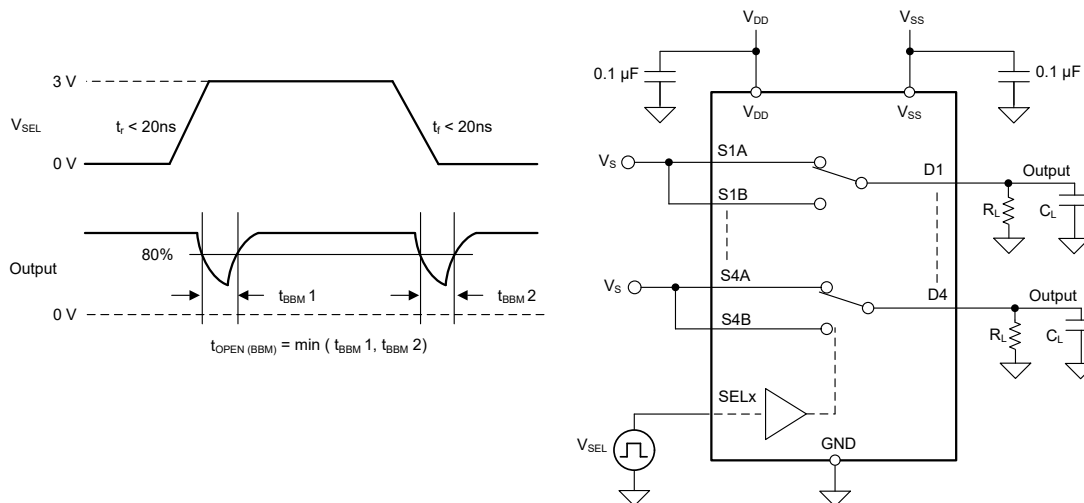 3 V
V_SEL
t_r < 20ns
t_f < 20ns
0 V
80%
Output
t_BBM 1
t_BBM 2
0 V
t_OPEN (BBM) = min ( t_BBM 1, t_BBM 2)
V_DD
V_SS
0.1 µF
0.1 µF
V_DD
V_SS
V_S
S1A
D1
Output
S1B
R_L
C_L
V_S
S4A
D4
Output
S4B
R_L
C_L
SELx
V_SEL
GND